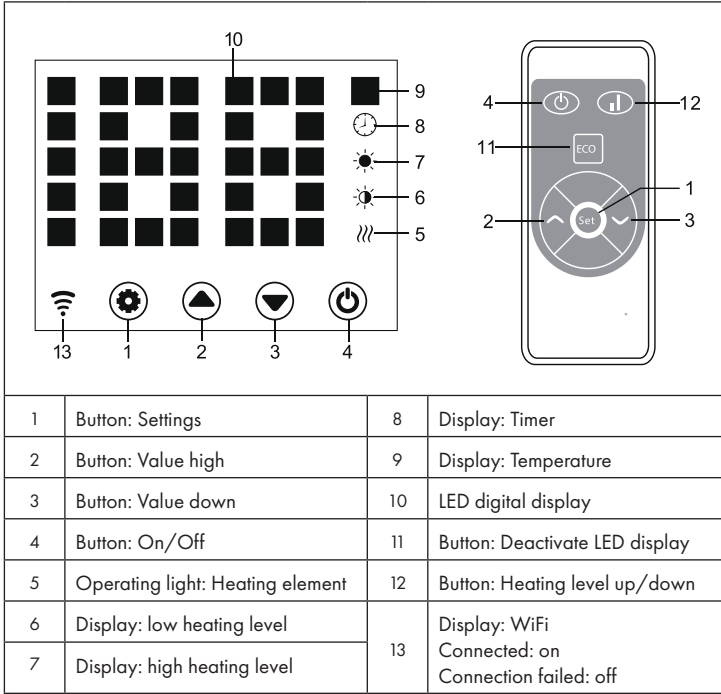 10
9
8
7
6
5
13
1
2
3
4
4
12
11
ECO
1
Set
2
3
1 Button: Settings 8 Display: Timer
2 Button: Value high 9 Display: Temperature
3 Button: Value down 10 LED digital display
4 Button: On/Off 11 Button: Deactivate LED display
5 Operating light: Heating element 12 Button: Heating level up/down
6 Display: low heating level
7 Display: high heating level
13 Display: WiFi
Connected: on
Connection failed: off